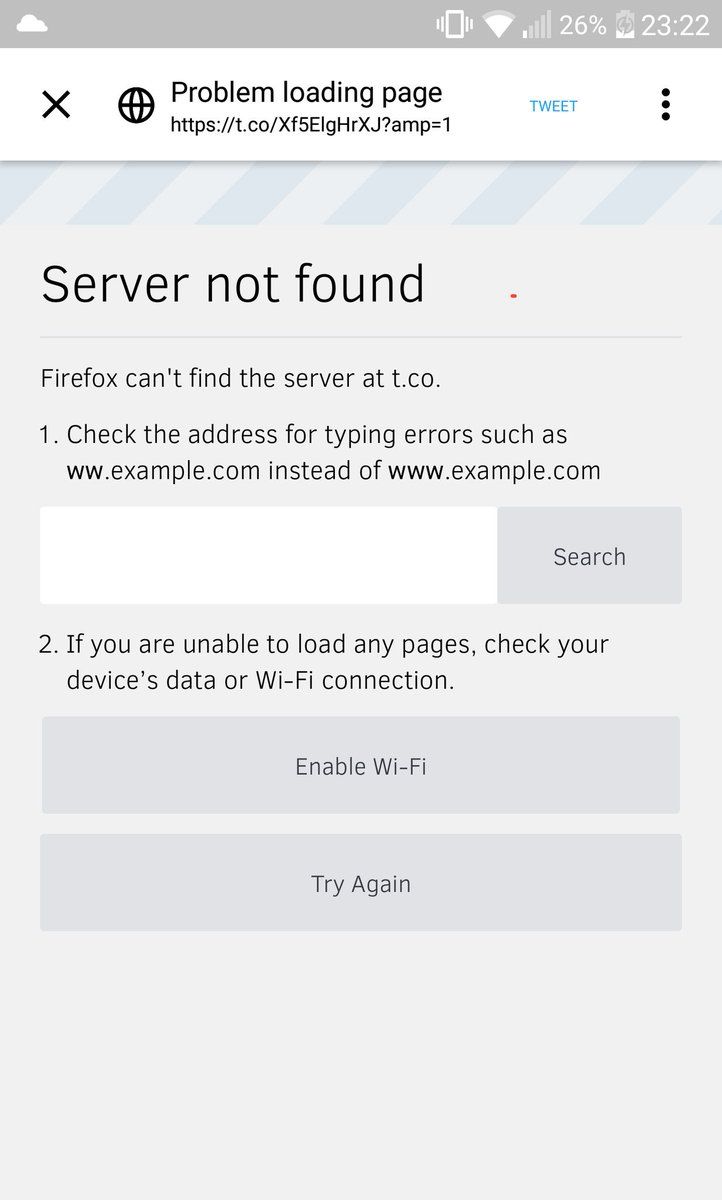 26% 23:22
Problem loading page
TWEET
https://t.co/Xf5ElgHrXJ?amp=1
Server not found
Firefox can't find the server at t.co.
1. Check the address for typing errors such as
ww.example.com instead of www.example.com
Search
2. If you are unable to load any pages, check your
device’s data or Wi-Fi connection.
Enable Wi-Fi
Try Again